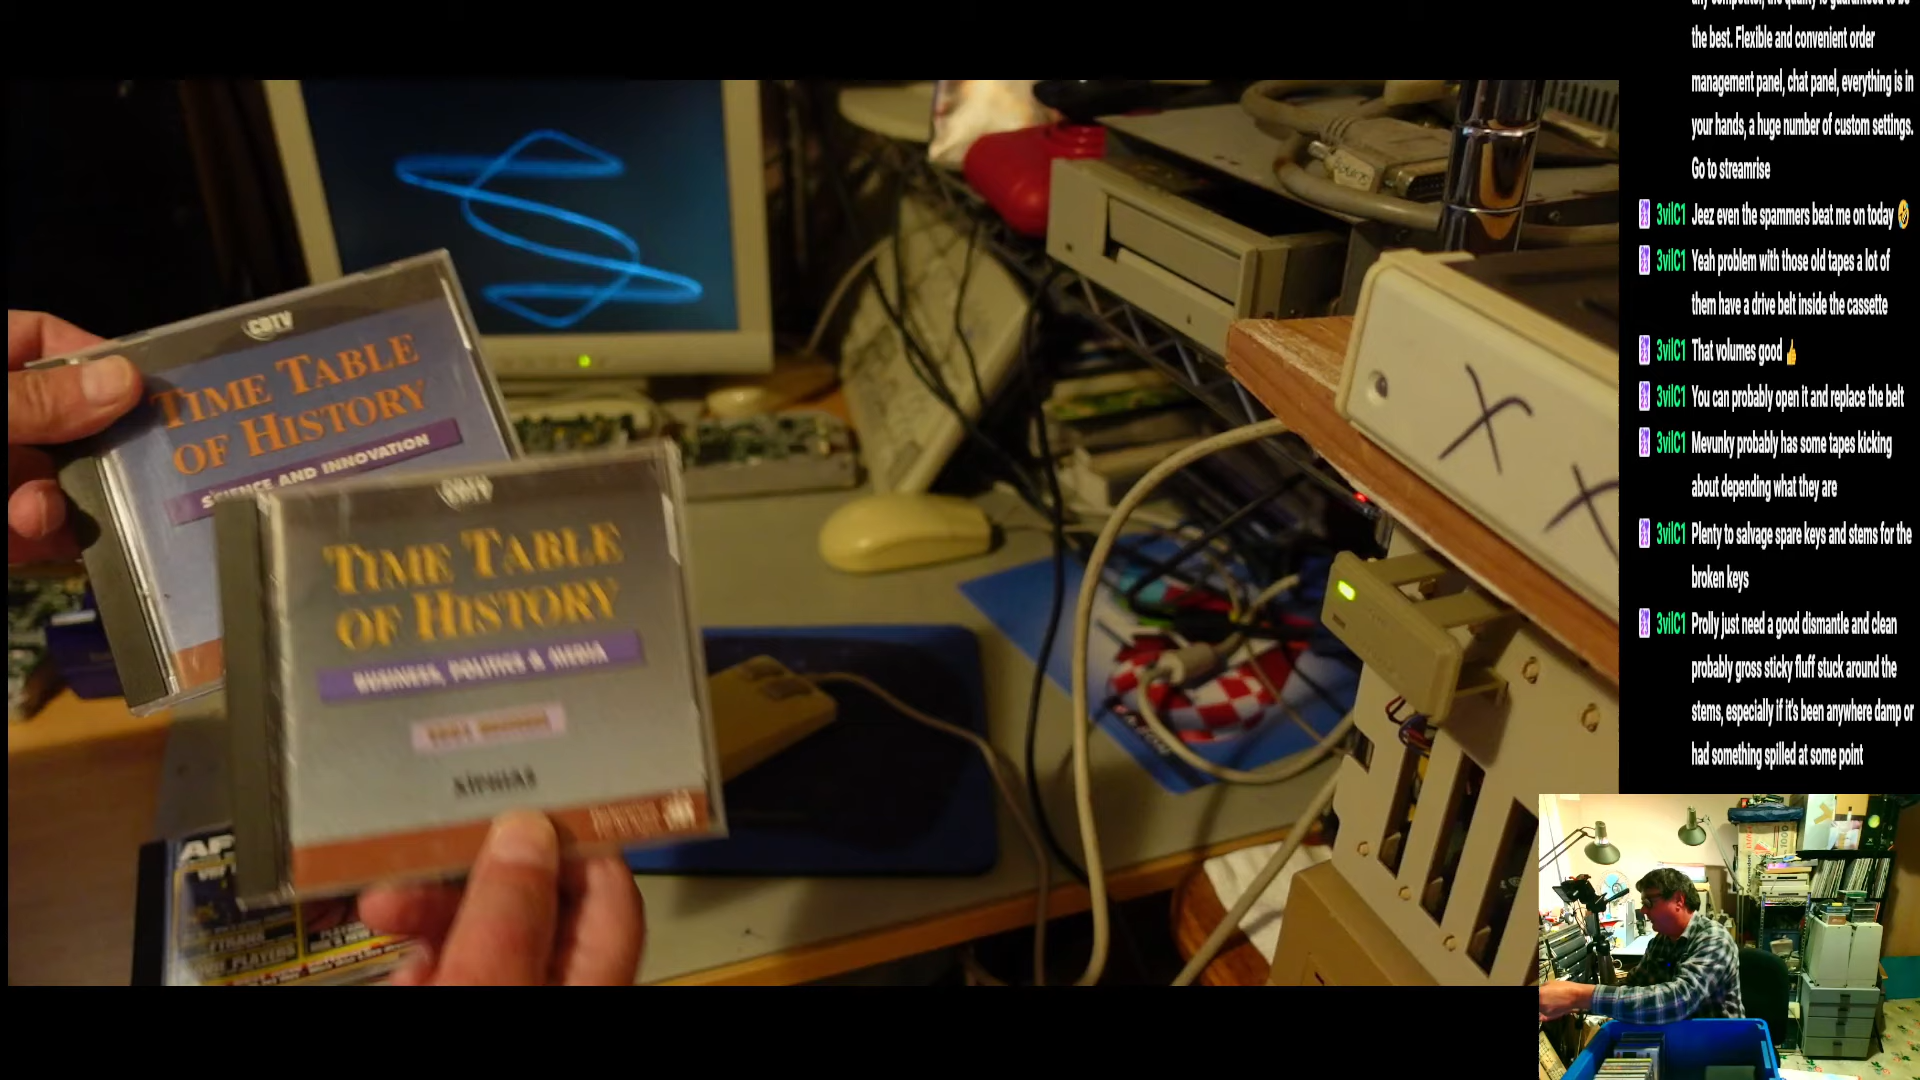 the best. Flexible and convenient order
management panel, chat panel, everything is in
your hands, a huge number of custom settings.
Go to streamrise
3vilC1 Jeez even the spammers beat me on today 🤣
3vilC1 Yeah problem with those old tapes a lot of
them have a drive belt inside the cassette
3vilC1 That volumes good 👍
3vilC1 You can probably open it and replace the belt
3vilC1 Mevunky probably has some tapes kicking
about depending what they are
3vilC1 Plenty to salvage spare keys and stems for the
broken keys
3vilC1 Prolly just need a good dismantle and clean
probably gross sticky fluff stuck around the
stems, especially if it's been anywhere damp or
had something spilled at some point
CDTV
TIME TABLE
OF HISTORY
SCIENCE AND INNOVATION
CDTV
TIME TABLE
OF HISTORY
BUSINESS, POLITICS & MEDIA
XIPHIAS
X X